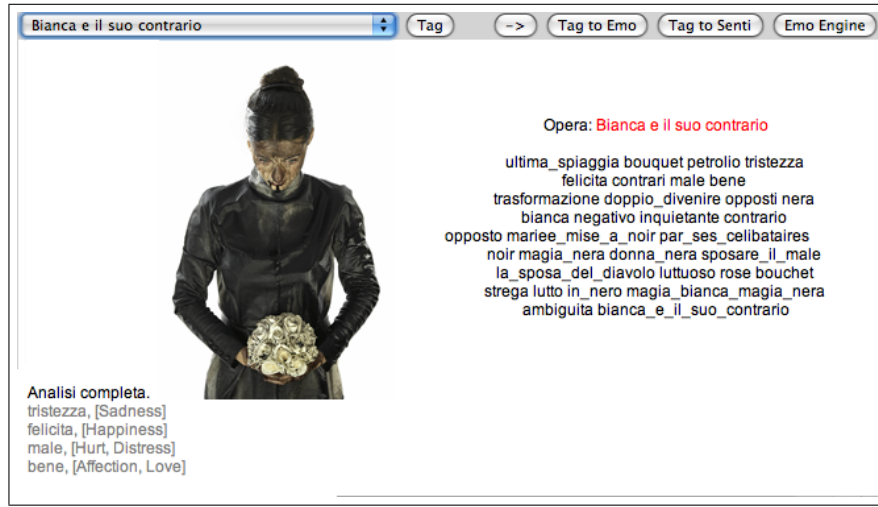 Bianca e il suo contrario Tag -> Tag to Emo Tag to Senti Emo Engine
Opera: Bianca e il suo contrario
ultima_spiaggia bouquet petrolio tristezza
felicita contrari male bene
trasformazione doppio_divenire opposti nera
bianca negativo inquietante contrario
opposto mariee_mise_a_noir par_ses_celibataires
noir magia_nera donna_nera sposare_il_male
la_sposa_del_diavolo luttuoso rose bouchet
strega lutto in_nero magia_bianca_magia_nera
ambiguita bianca_e_il_suo_contrario
Analisi completa.
tristezza, [Sadness]
felicita, [Happiness]
male, [Hurt, Distress]
bene, [Affection, Love]